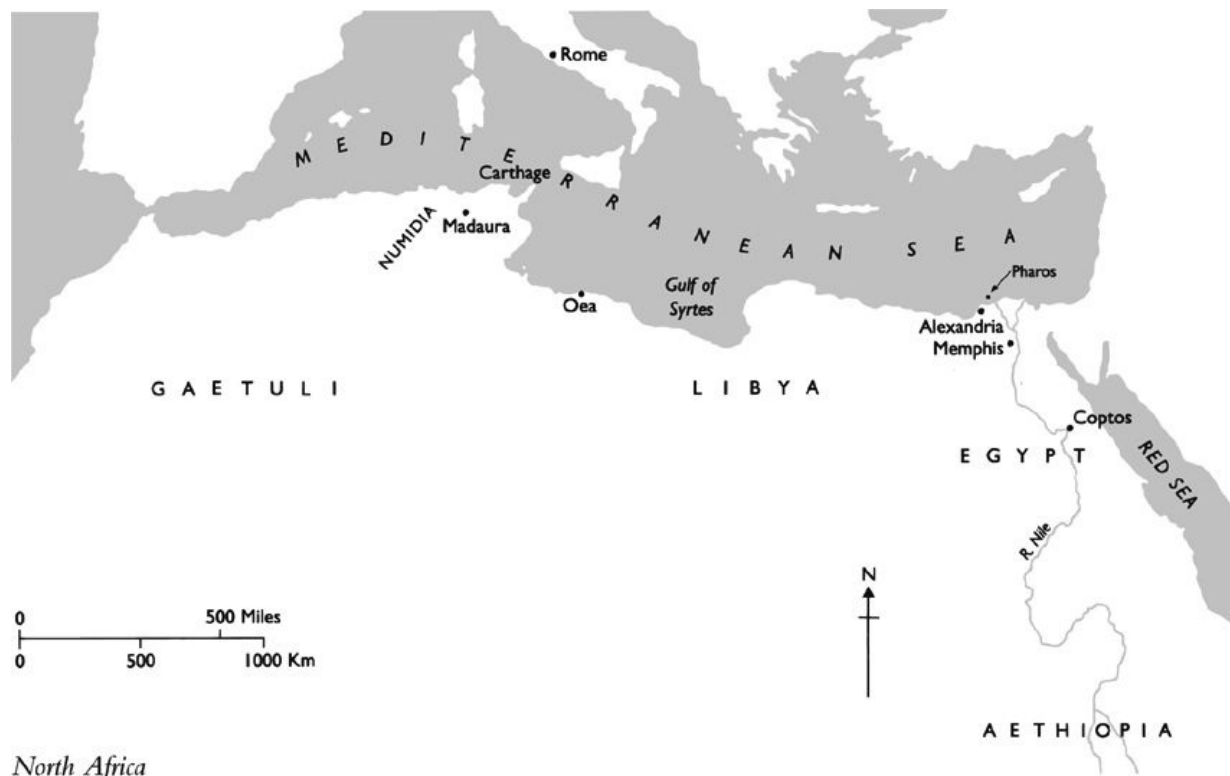 Rome
MEDITERRANEAN SEA
Carthage
NUMIDIA
Madaura
Pharos
Gulf of
Syrtes
Oea
Alexandria
Memphis
GAETULI
LIBYA
Coptos
EGYPT
RED SEA
R. Nile
N
0 500 Miles
0 500 1000 Km
AETHIOPIA
North Africa